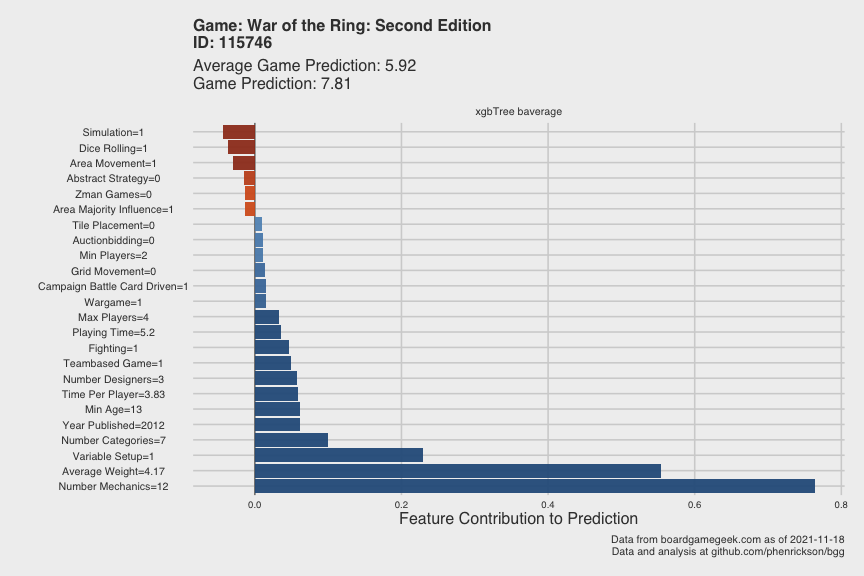 Game: War of the Ring: Second Edition
ID: 115746
Average Game Prediction: 5.92
Game Prediction: 7.81
xgbTree baverage
Simulation=1
Dice Rolling=1
Area Movement=1
Abstract Strategy=0
Zman Games=0
Area Majority Influence=1
Tile Placement=0
Auctionbidding=0
Min Players=2
Grid Movement=0
Campaign Battle Card Driven=1
Wargame=1
Max Players=4
Playing Time=5.2
Fighting=1
Teambased Game=1
Number Designers=3
Time Per Player=3.83
Min Age=13
Year Published=2012
Number Categories=7
Variable Setup=1
Average Weight=4.17
Number Mechanics=12
0.0 0.2 0.4 0.6 0.8
Feature Contribution to Prediction
Data from boardgamegeek.com as of 2021-11-18
Data and analysis at github.com/phenrickson/bgg